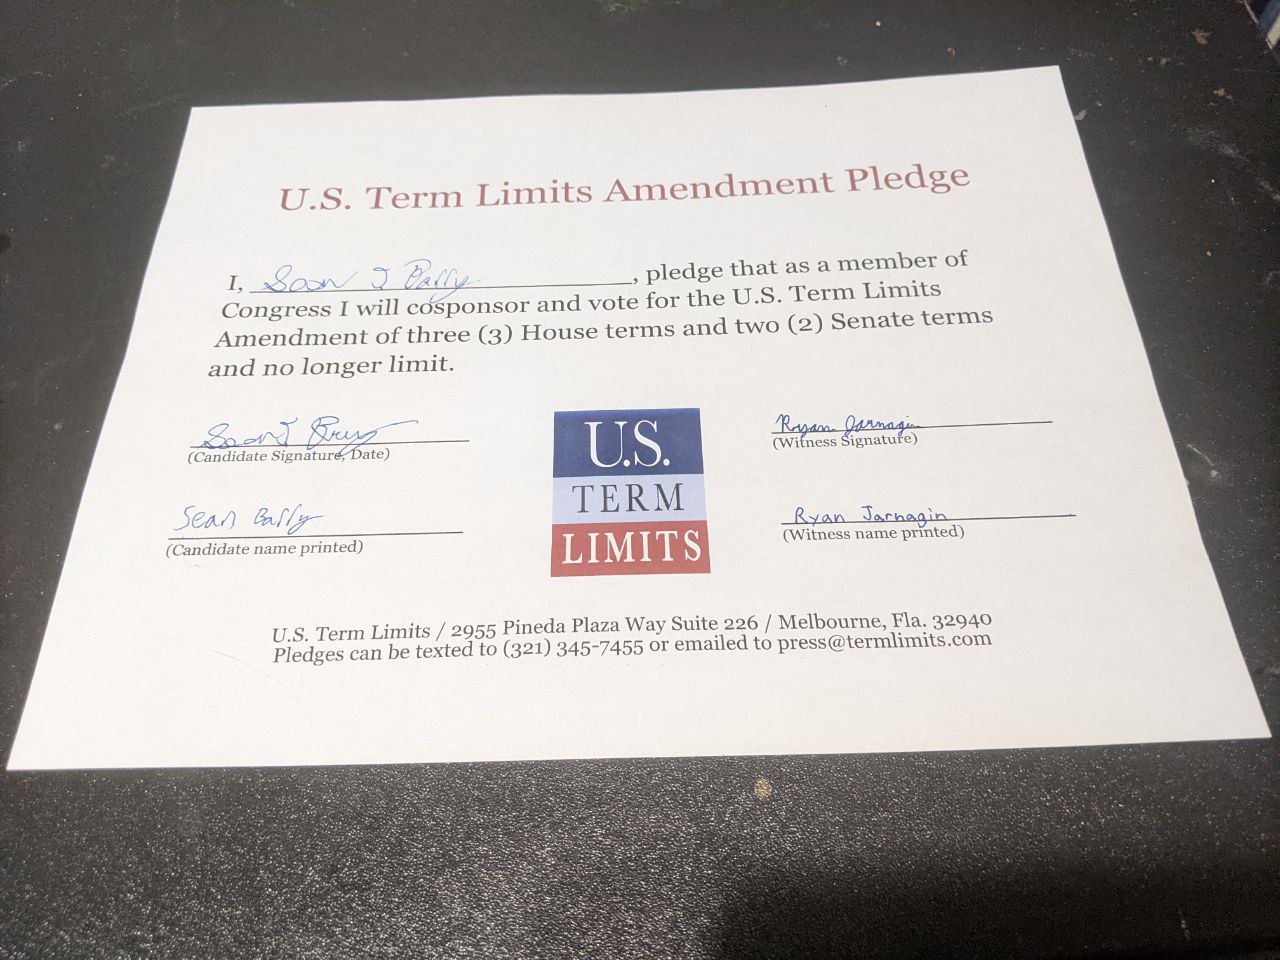 U.S. Term Limits Amendment Pledge
I, Sean J Barry, pledge that as a member of
Congress I will cosponsor and vote for the U.S. Term Limits
Amendment of three (3) House terms and two (2) Senate terms
and no longer limit.
Sean J Barry
(Candidate Signature, Date)
Ryan Jarnagin
(Witness Signature)
U.S.
TERM
LIMITS
Sean Barry
(Candidate name printed)
Ryan Jarnagin
(Witness name printed)
U.S. Term Limits / 2955 Pineda Plaza Way Suite 226 / Melbourne, Fla. 32940
Pledges can be texted to (321) 345-7455 or emailed to press@termlimits.com